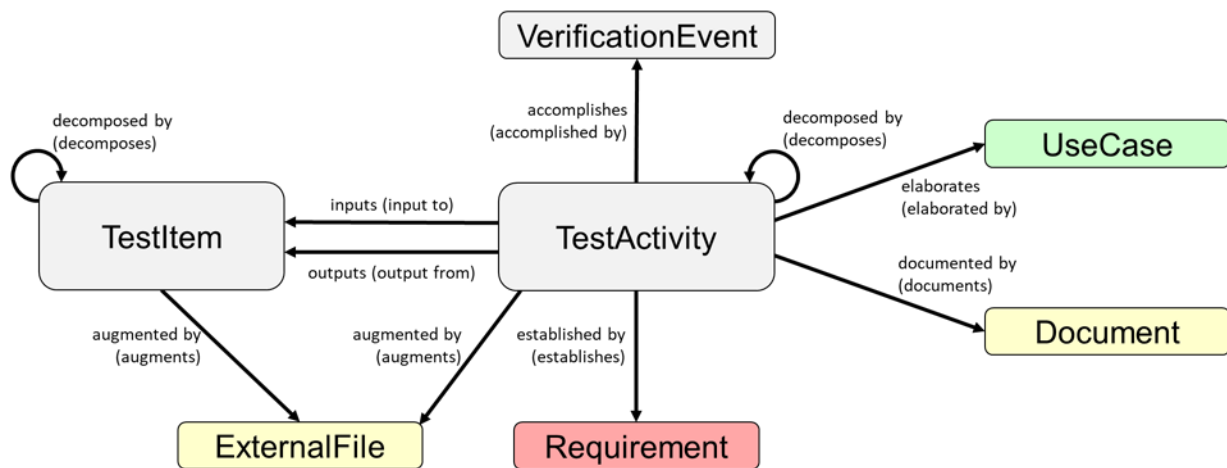 VerificationEvent
accomplishes
(accomplished by)
decomposed by
(decomposes)
decomposed by
(decomposes)
UseCase
elaborates
(elaborated by)
TestItem
inputs (input to)
outputs (output from)
TestActivity
documented by
(documents)
Document
augmented by
(augments)
augmented by
(augments)
established by
(establishes)
ExternalFile
Requirement